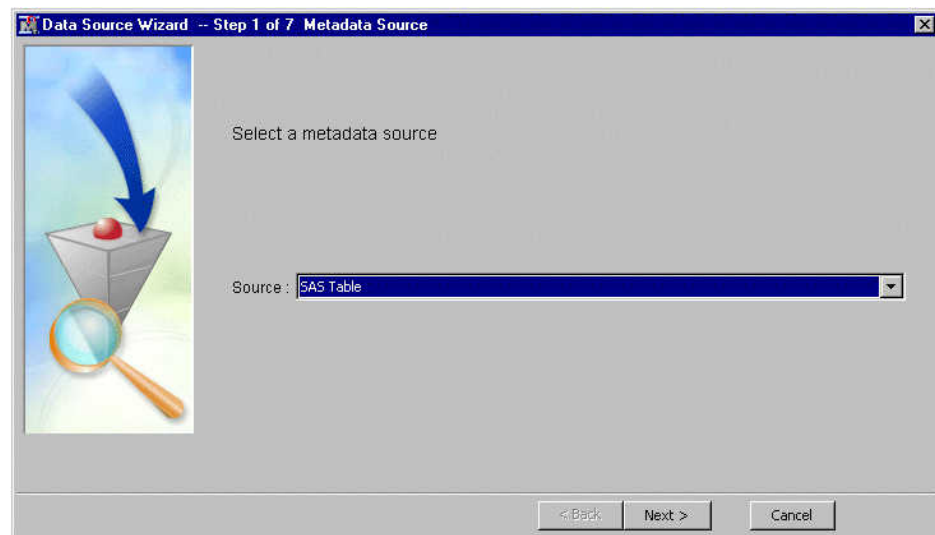 Data Source Wizard -- Step 1 of 7 Metadata Source
Select a metadata source
Source : SAS Table
< Back Next > Cancel